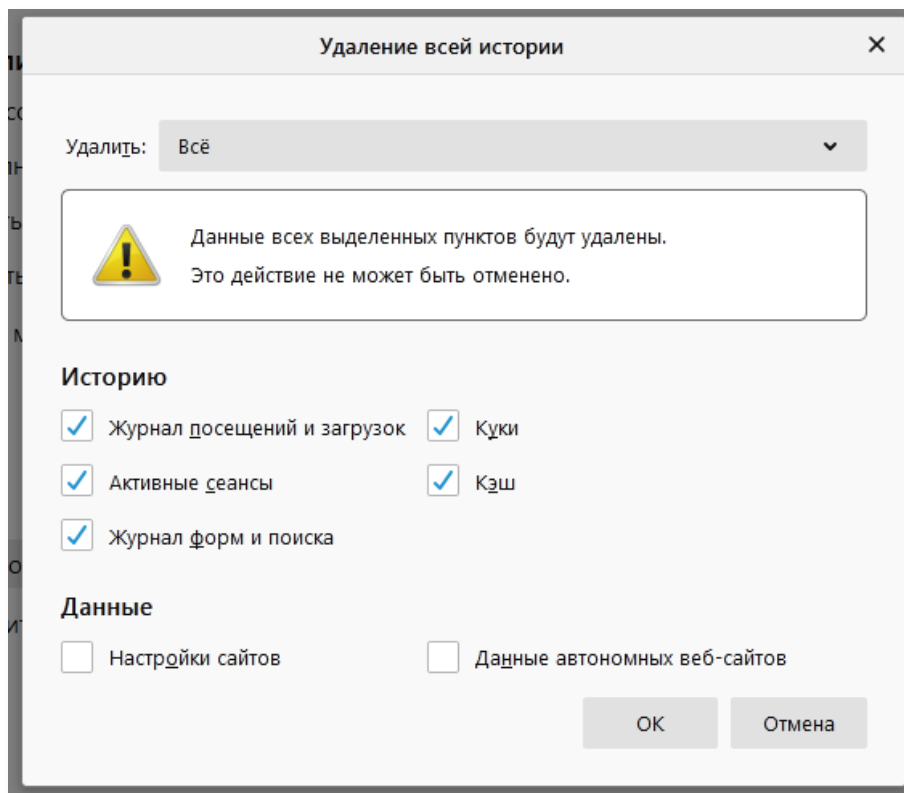 Удаление всей истории
Удалить: Всё
Данные всех выделенных пунктов будут удалены.
Это действие не может быть отменено.
Историю
Журнал посещений и загрузок Куки
Активные сеансы Кэш
Журнал форм и поиска
Данные
Настройки сайтов Данные автономных веб-сайтов
ОК Отмена